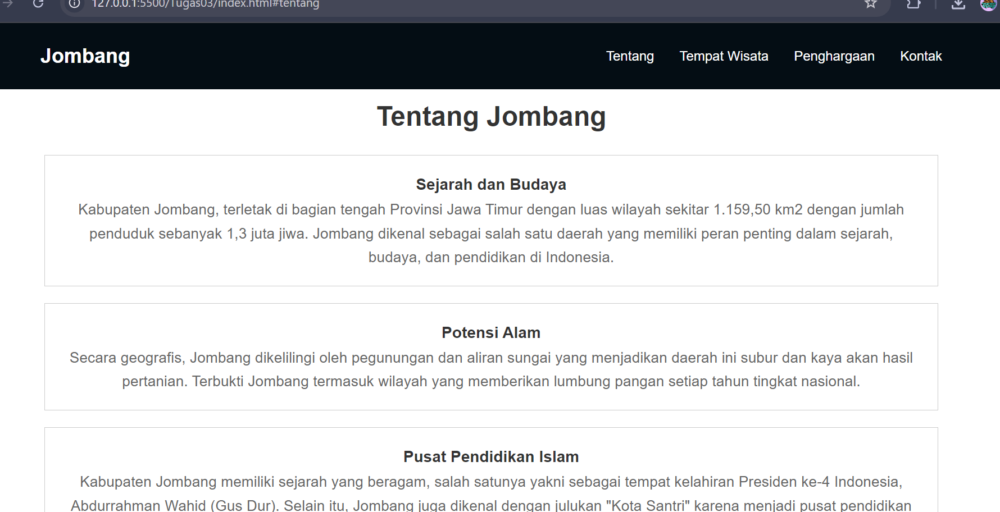 127.0.0.1:5500/Tugas03/index.html#tentang
Jombang
Tentang
Tempat Wisata
Penghargaan
Kontak
Tentang Jombang
Sejarah dan Budaya
Kabupaten Jombang, terletak di bagian tengah Provinsi Jawa Timur dengan luas wilayah sekitar 1.159,50 km2 dengan jumlah
penduduk sebanyak 1,3 juta jiwa. Jombang dikenal sebagai salah satu daerah yang memiliki peran penting dalam sejarah,
budaya, dan pendidikan di Indonesia.
Potensi Alam
Secara geografis, Jombang dikelilingi oleh pegunungan dan aliran sungai yang menjadikan daerah ini subur dan kaya akan hasil
pertanian. Terbukti Jombang termasuk wilayah yang memberikan lumbung pangan setiap tahun tingkat nasional.
Pusat Pendidikan Islam
Kabupaten Jombang memiliki sejarah yang beragam, salah satunya yakni sebagai tempat kelahiran Presiden ke-4 Indonesia,
Abdurrahman Wahid (Gus Dur). Selain itu, Jombang juga dikenal dengan julukan "Kota Santri" karena menjadi pusat pendidikan